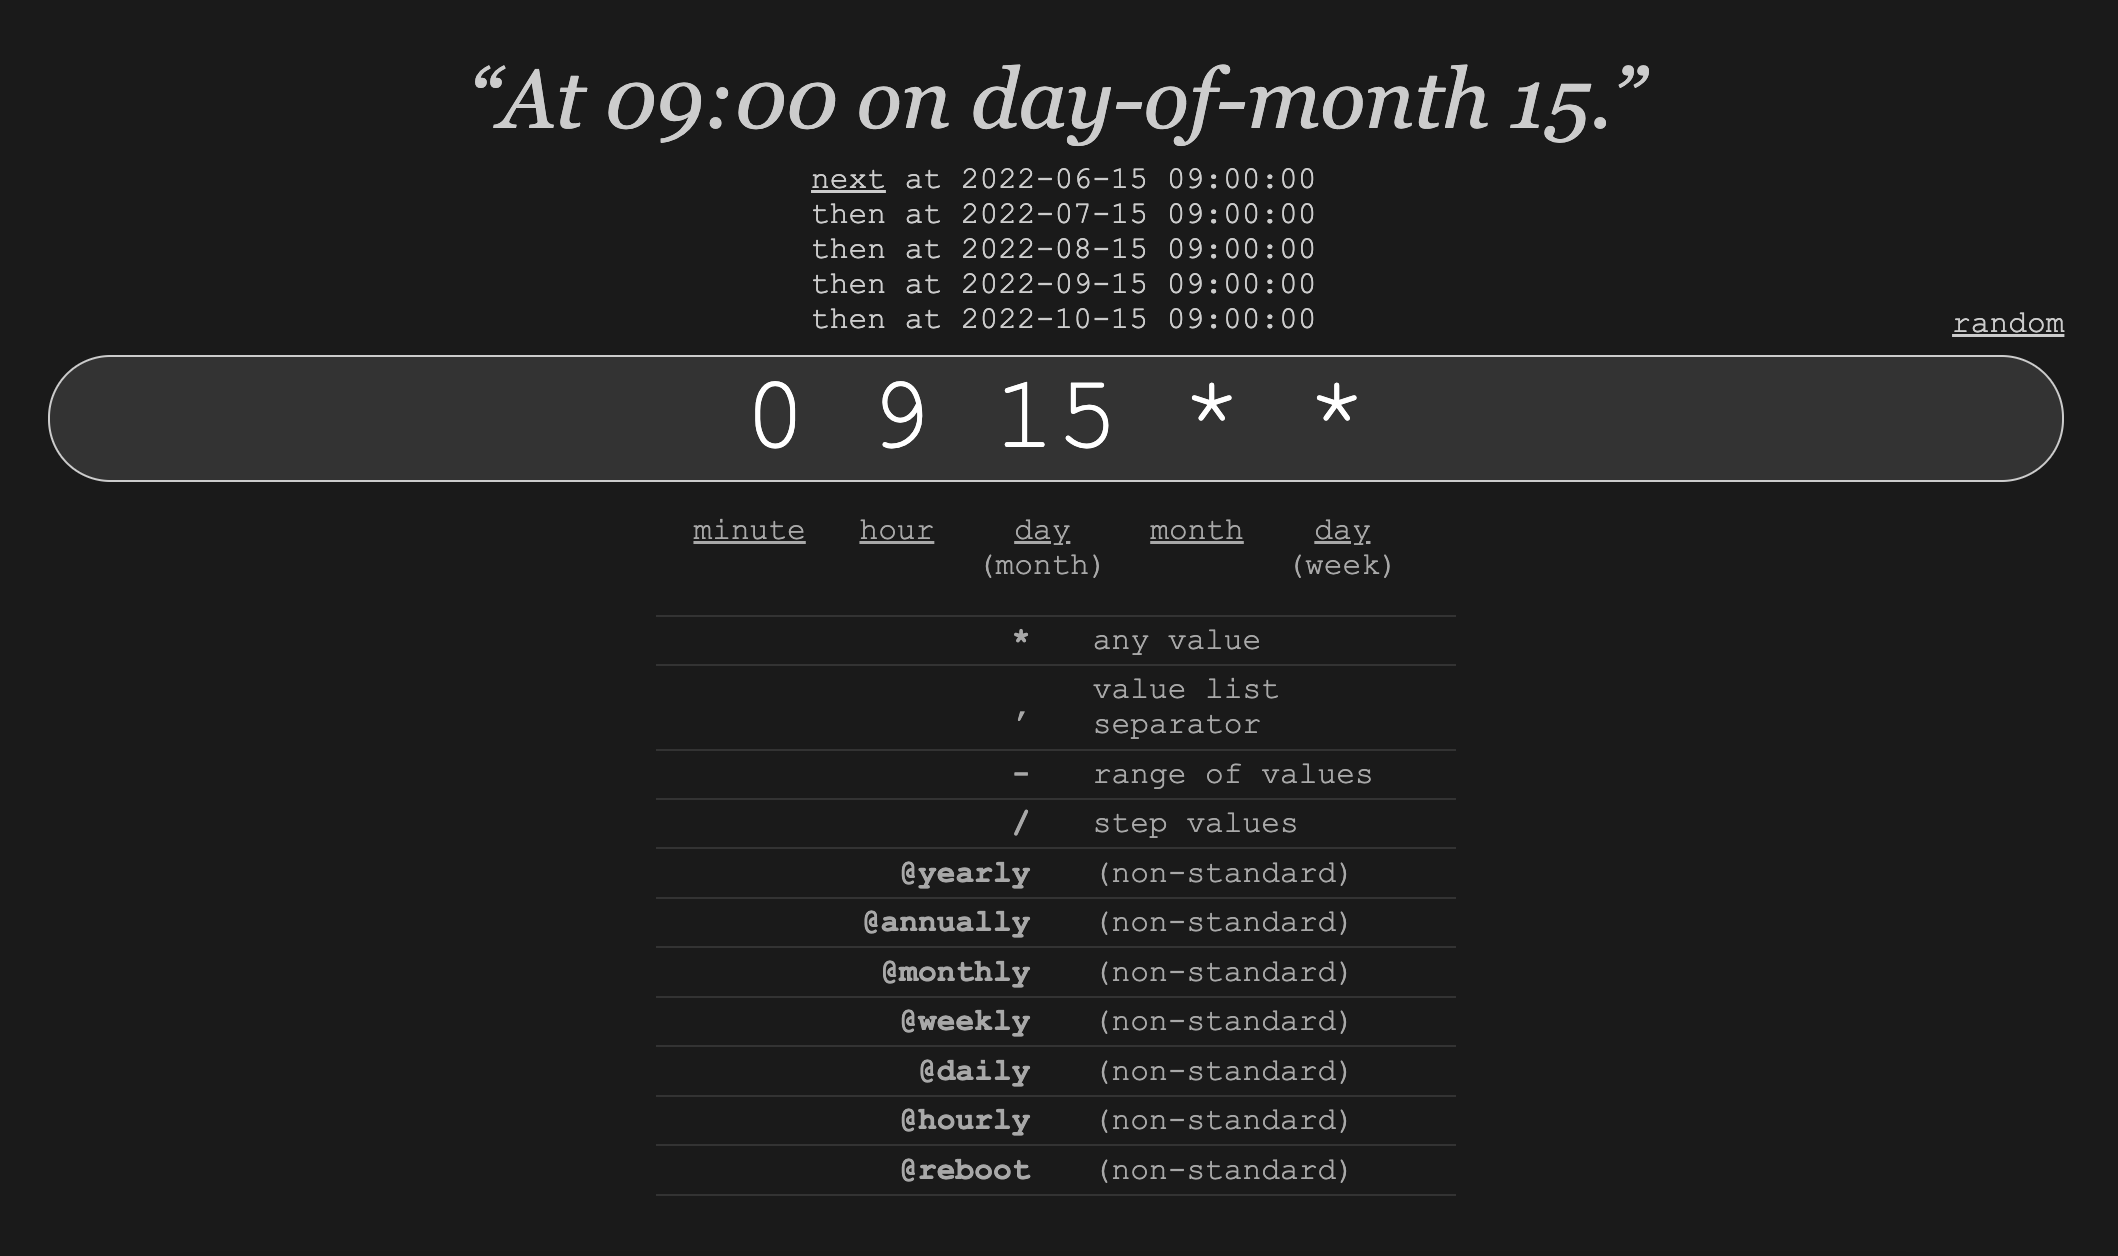 “At 09:00 on day-of-month 15.”
next at 2022-06-15 09:00:00
then at 2022-07-15 09:00:00
then at 2022-08-15 09:00:00
then at 2022-09-15 09:00:00
then at 2022-10-15 09:00:00
random
0 9 15 * *
minute hour day month day
(month) (week)
* any value
value list
, separator
- range of values
/ step values
@yearly (non-standard)
@annually (non-standard)
@monthly (non-standard)
@weekly (non-standard)
@daily (non-standard)
@hourly (non-standard)
@reboot (non-standard)